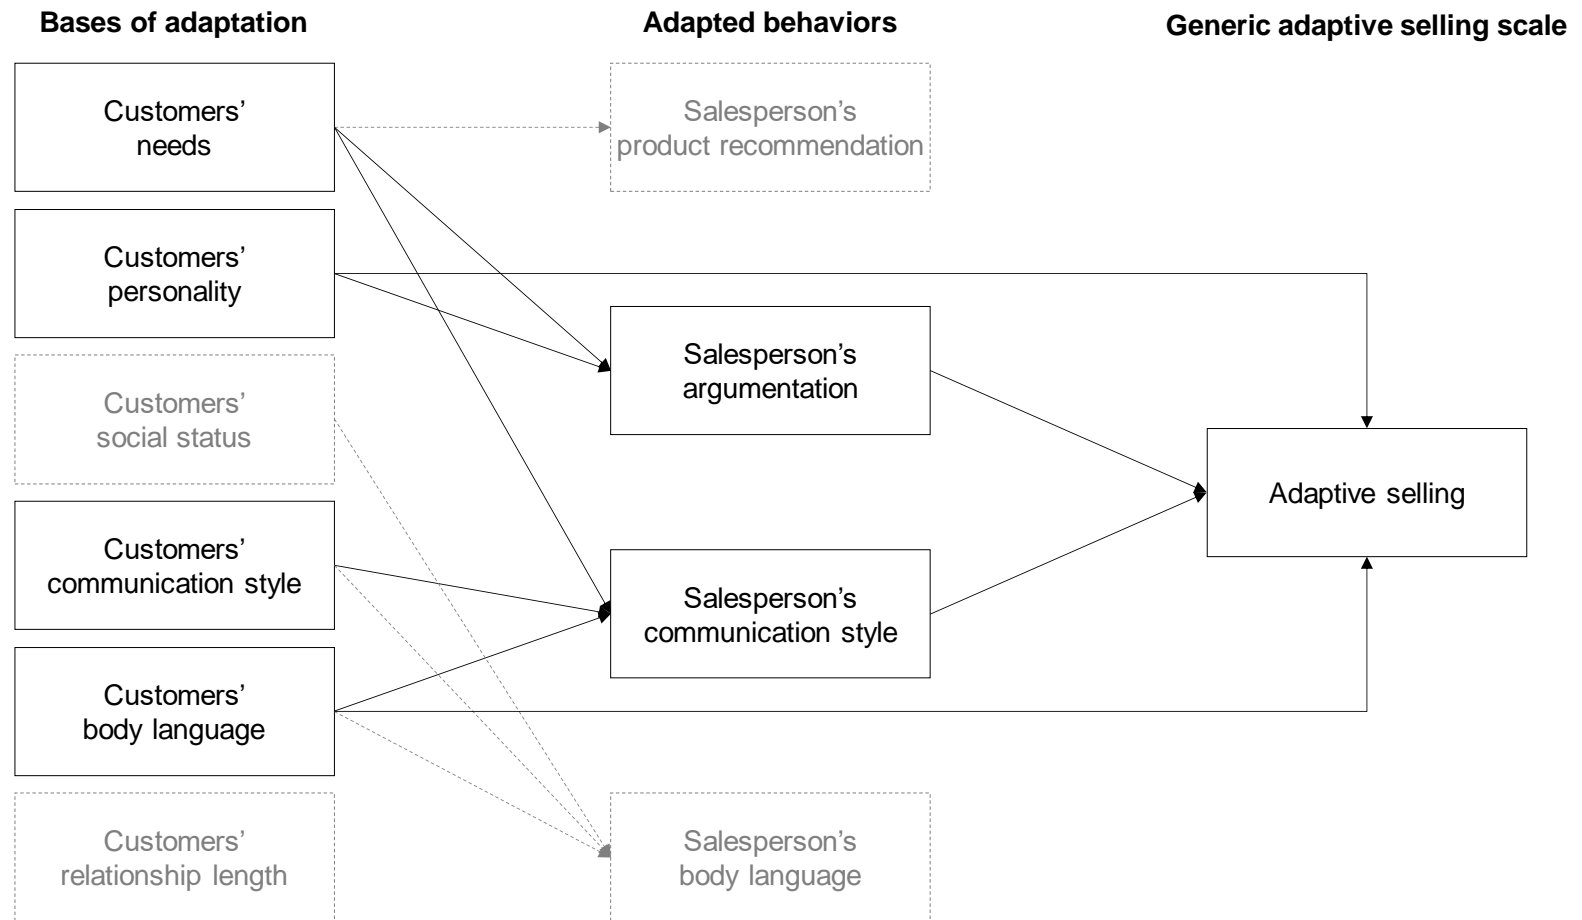 Bases of adaptation
Adapted behaviors
Generic adaptive selling scale
Customers’
needs
Customers’
personality
Customers’
social status
Customers’
communication style
Customers’
body language
Customers’
relationship length
Salesperson’s
product recommendation
Salesperson’s
argumentation
Salesperson’s
communication style
Salesperson’s
body language
Adaptive selling